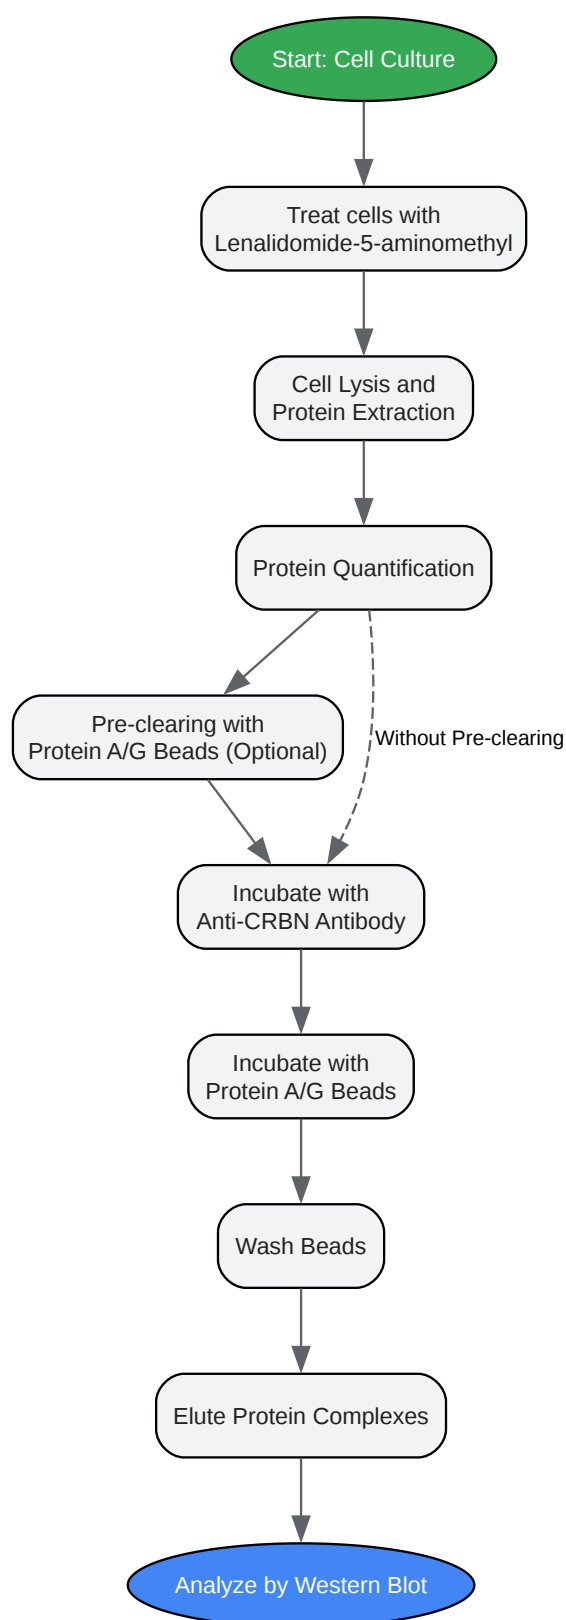 Start: Cell Culture
Treat cells with
Lenalidomide-5-aminomethyl
Cell Lysis and
Protein Extraction
Protein Quantification
Pre-clearing with
Protein A/G Beads (Optional)
Without Pre-clearing
Incubate with
Anti-CRBN Antibody
Incubate with
Protein A/G Beads
Wash Beads
Elute Protein Complexes
Analyze by Western Blot